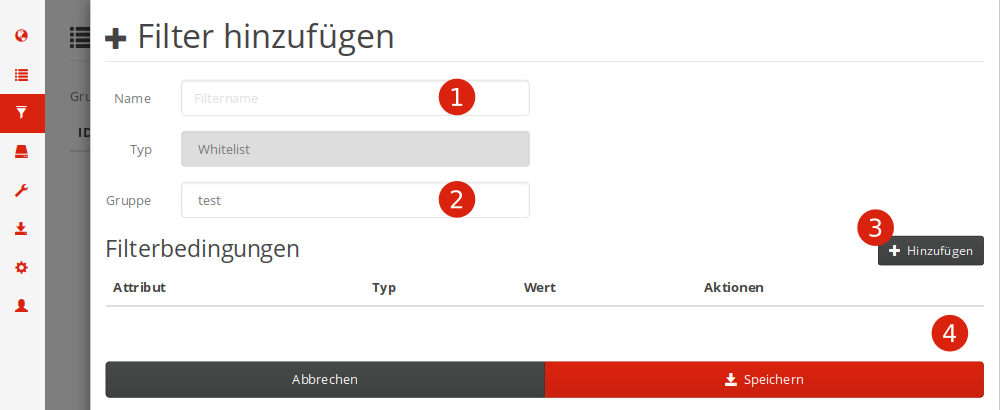 Filter hinzufügen
Gru
ID
Name
Filtername
1
Typ
Whitelist
Gruppe
test
2
3
Filterbedingungen
Hinzufügen
Attribut Typ Wert Aktionen
4
Abbrechen
Speichern